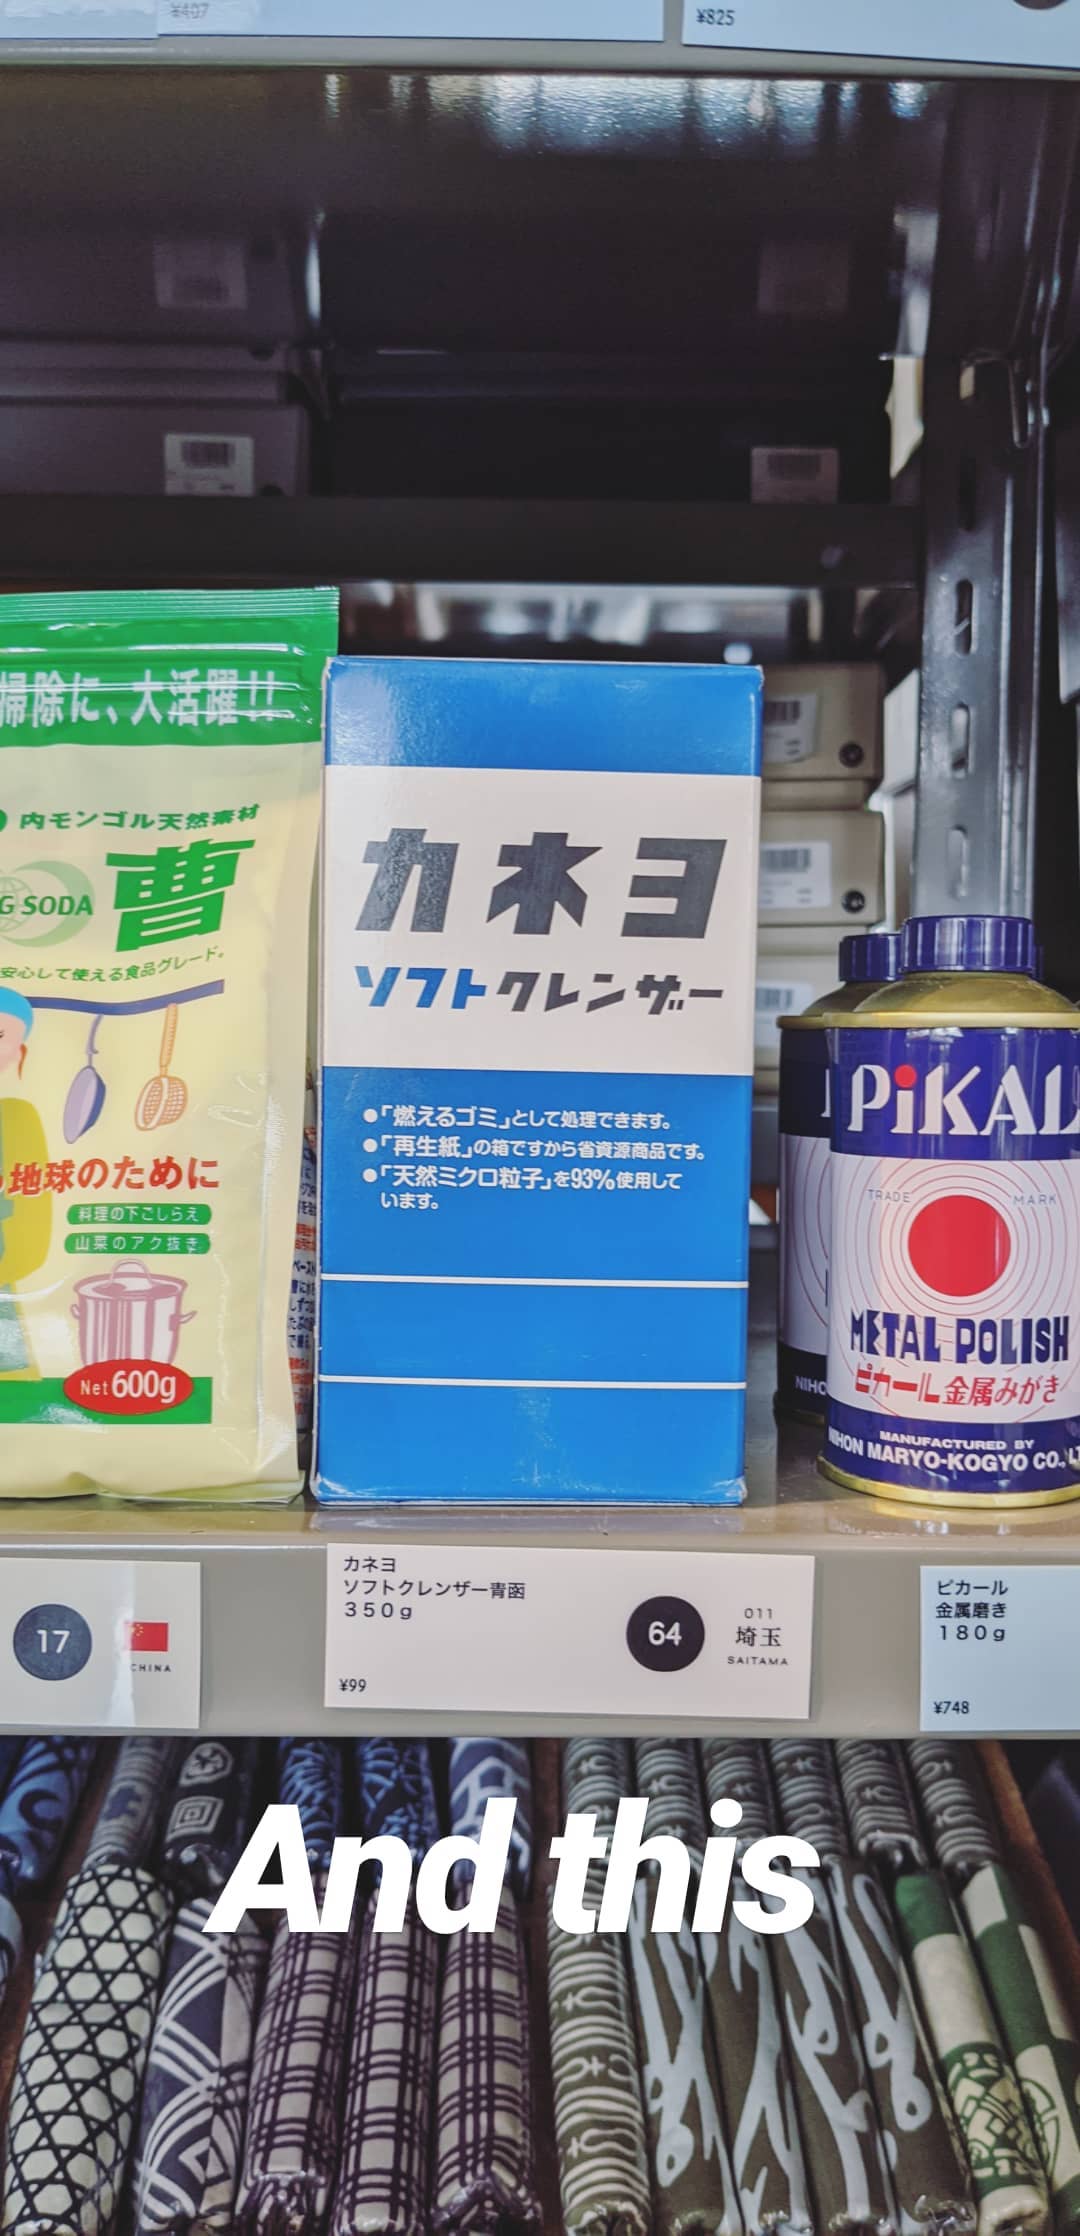 ¥407
¥825
掃除に、大活躍!!
内モンゴル天然素材
曹
G SODA
安心して使える食品グレード。
地球のために
料理の下ごしらえ
山菜のアク抜き
Net 600g
カネヨ
ソフトクレンザー
●「燃えるゴミ」として処理できます。
●「再生紙」の箱ですから省資源商品です。
●「天然ミクロ粒子」を93%使用して
います。
PiKAL
TRADE MARK
METAL POLISH
ピカール金属みがき
MANUFACTURED BY
NIHON MARYO-KOGYO CO., LT
NIHO
17
CHINA
カネヨ
ソフトクレンザー青函
350g
¥99
64
011
埼玉
SAITAMA
ピカール
金属磨き
180g
¥748
And this